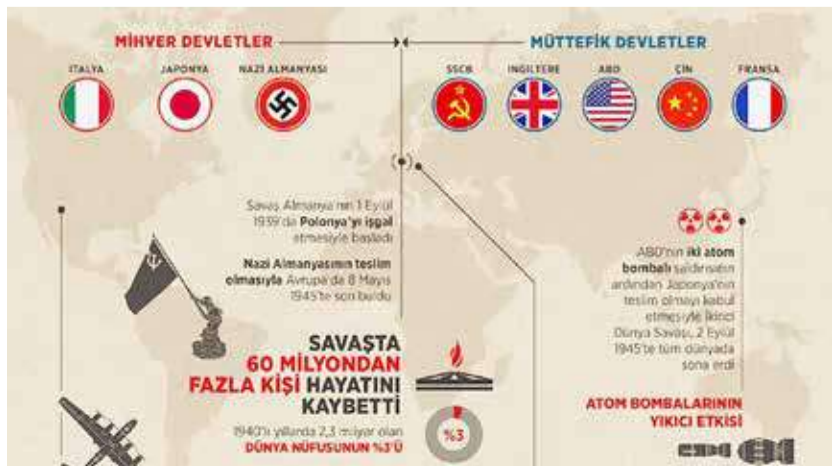 MİHVER DEVLETLER
MÜTTEFİK DEVLETLER
İTALYA
JAPONYA
NAZİ ALMANYASI
SSCB
İNGİLTERE
ABD
ÇİN
FRANSA
Savaş Almanya'nın 1 Eylül
1939'da Polonya'yı işgal
etmesiyle başladı
Nazi Almanyasının teslim
olmasıyla Avrupa'da 8 Mayıs
1945'te son buldu
SAVAŞTA
60 MİLYONDAN
FAZLA KİŞİ HAYATINI
KAYBETTİ
1940'lı yıllarda 2,3 milyar olan
DÜNYA NÜFUSUNUN %3'Ü
%3
ABD'nin iki atom
bombalı saldırısının
ardından Japonya'nın
teslim olmayı kabul
etmesiyle İkinci
Dünya Savaşı, 2 Eylül
1945'te tüm dünyada
sona erdi
ATOM BOMBALARININ
YIKICI ETKİSİ